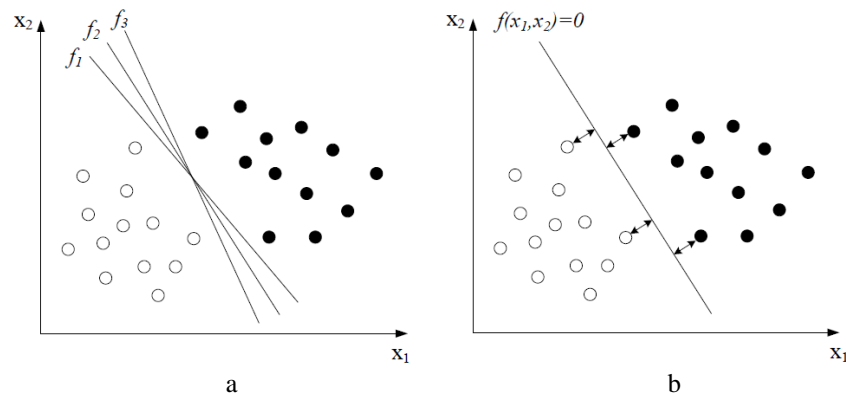 x₂
f₃
f₂
f₁
x₁
a
x₂
f(x₁,x₂)=0
x₁
b